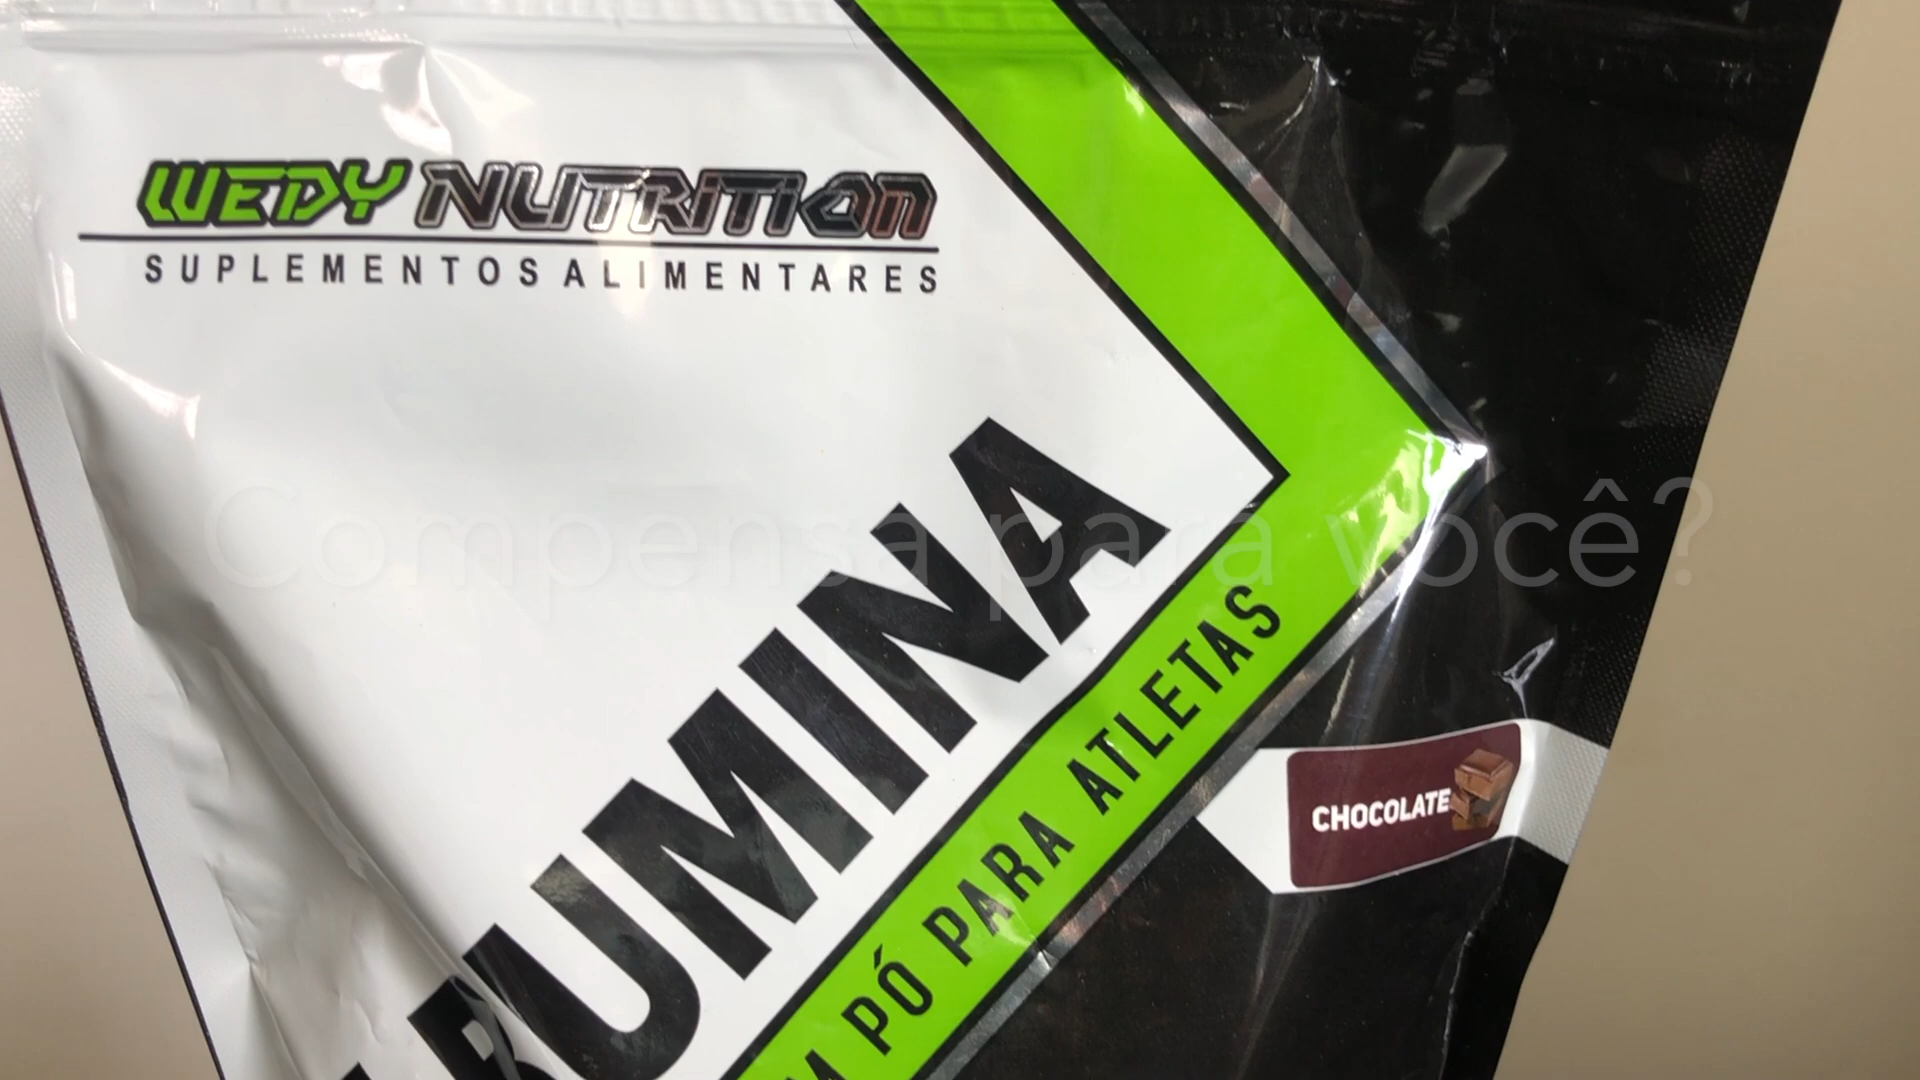 WEDY NUTRITION
SUPLEMENTOS ALIMENTARES
Compensa para você?
BUMINA
PÓ PARA ATLETAS
CHOCOLATE